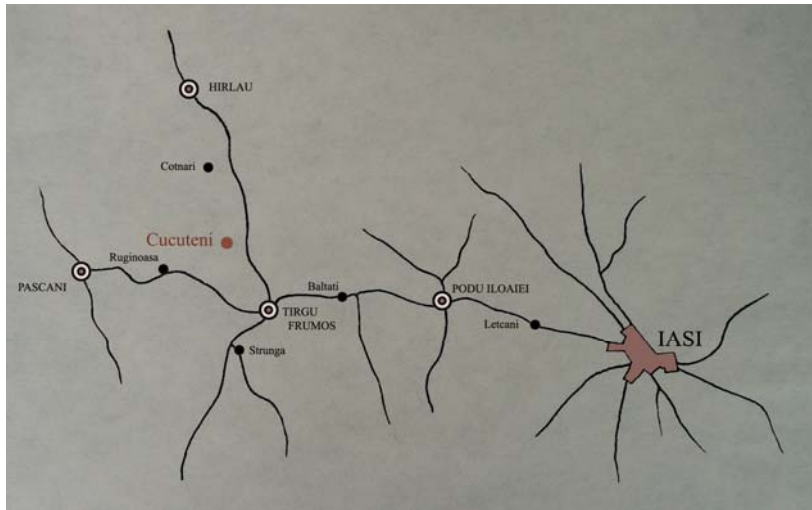 HIRLAU
Cotnari
Cucuteni
Ruginoasa
PASCANI
Baltati
PODU ILOAIEI
TIRGU
FRUMOS
Letcani
IASI
Strunga